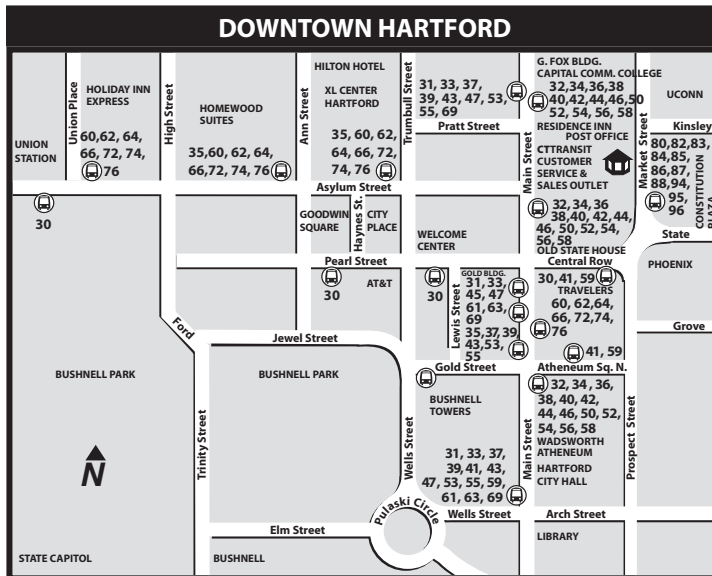 DOWNTOWN HARTFORD
Union Place
HOLIDAY INN
EXPRESS
60,62, 64,
66, 72, 74,
76
UNION
STATION
30
High Street
HOMEWOOD
SUITES
35,60, 62, 64,
66,72, 74, 76
Ann Street
HILTON HOTEL
XL CENTER
HARTFORD
35, 60, 62,
64, 66, 72,
74, 76
Trumbull Street
31, 33, 37,
39, 43, 47, 53,
55, 69
Pratt Street
Main Street
G. FOX BLDG.
CAPITAL COMM. COLLEGE
32,34,36,38
40,42,44,46,50
52, 54, 56, 58
RESIDENCE INN
POST OFFICE
CTTRANSIT
CUSTOMER
SERVICE &
SALES OUTLET
32, 34, 36
38, 40, 42, 44,
46, 50, 52, 54,
56, 58
OLD STATE HOUSE
Market Street
UCONN
Kinsley
80,82,83,
84,85,
86,87,
88,94,
95,
96
CONSTITUTION
PLAZA
State
Asylum Street
GOODWIN
SQUARE
Haynes St.
CITY
PLACE
WELCOME
CENTER
Pearl Street
Central Row
PHOENIX
30
AT&T
30
Lewis Street
GOLD BLDG.
31, 33,
45, 47
61, 63,
69
35,37,39,
43,53,
55
30, 41, 59
TRAVELERS
60, 62, 64,
66, 72, 74,
76
41, 59
Grove
Ford
Jewel Street
Gold Street
Atheneum Sq. N.
BUSHNELL PARK
BUSHNELL PARK
BUSHNELL
TOWERS
32, 34, 36,
38, 40, 42,
44, 46, 50, 52,
54, 56, 58
WADSWORTH
ATHENEUM
HARTFORD
CITY HALL
Trinity Street
Wells Street
Main Street
Prospect Street
N
31, 33, 37,
39, 41, 43,
47, 53, 55, 59,
61, 63, 69
Pulaski Circle
Wells Street
Arch Street
Elm Street
LIBRARY
STATE CAPITOL
BUSHNELL